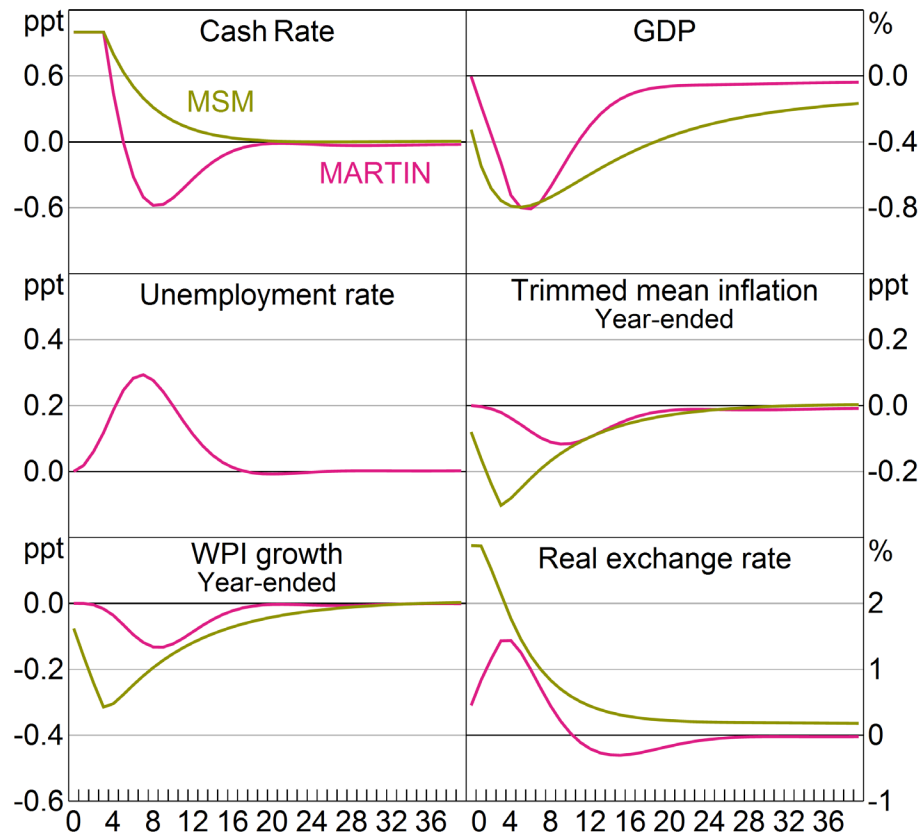 ppt
Cash Rate
GDP
%
0.6
0.0
MSM
0.0
-0.4
MARTIN
-0.6
-0.8
ppt
Unemployment rate
Trimmed mean inflation
ppt
Year-ended
0.4
0.2
0.2
0.0
0.0
-0.2
ppt
WPI growth
Real exchange rate
%
Year-ended
0.0
2
-0.2
1
-0.4
0
-0.6
-1
0 4 8 12 16 20 24 28 32 36
0 4 8 12 16 20 24 28 32 36